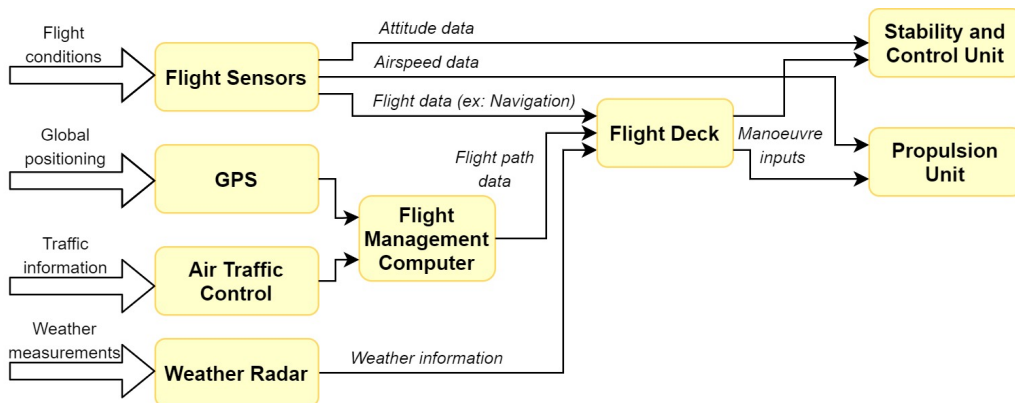 Flight
conditions
Flight Sensors
Attitude data
Airspeed data
Flight data (ex: Navigation)
Stability and
Control Unit
Global
positioning
GPS
Flight path
data
Flight Deck
Manoeuvre
inputs
Propulsion
Unit
Flight
Management
Computer
Traffic
information
Air Traffic
Control
Weather
measurements
Weather Radar
Weather information